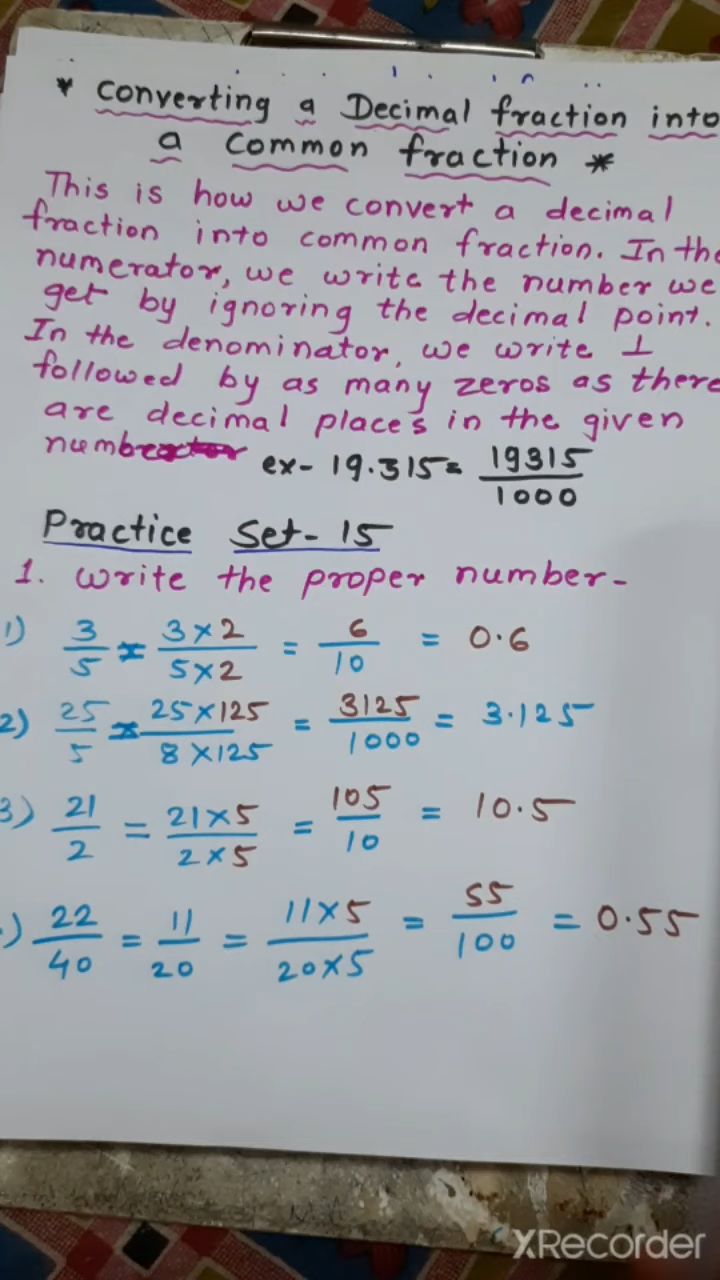 * Converting a Decimal fraction into
a common fraction *
This is how we convert a decimal
fraction into common fraction. In the
numerator, we write the number we
get by ignoring the decimal point.
In the denominator, we write 1
followed by as many zeros as there
are decimal places in the given
number
ex- 19.315 = 19315/1000
Practice Set- 15
1. Write the proper number-
1) 3/5 = 3×2/5×2 = 6/10 = 0.6
2) 25/5 = 25×125/8×125 = 3125/1000 = 3.125
3) 21/2 = 21×5/2×5 = 105/10 = 10.5
) 22/40 = 11/20 = 11×5/20×5 = 55/100 = 0.55
XRecorder